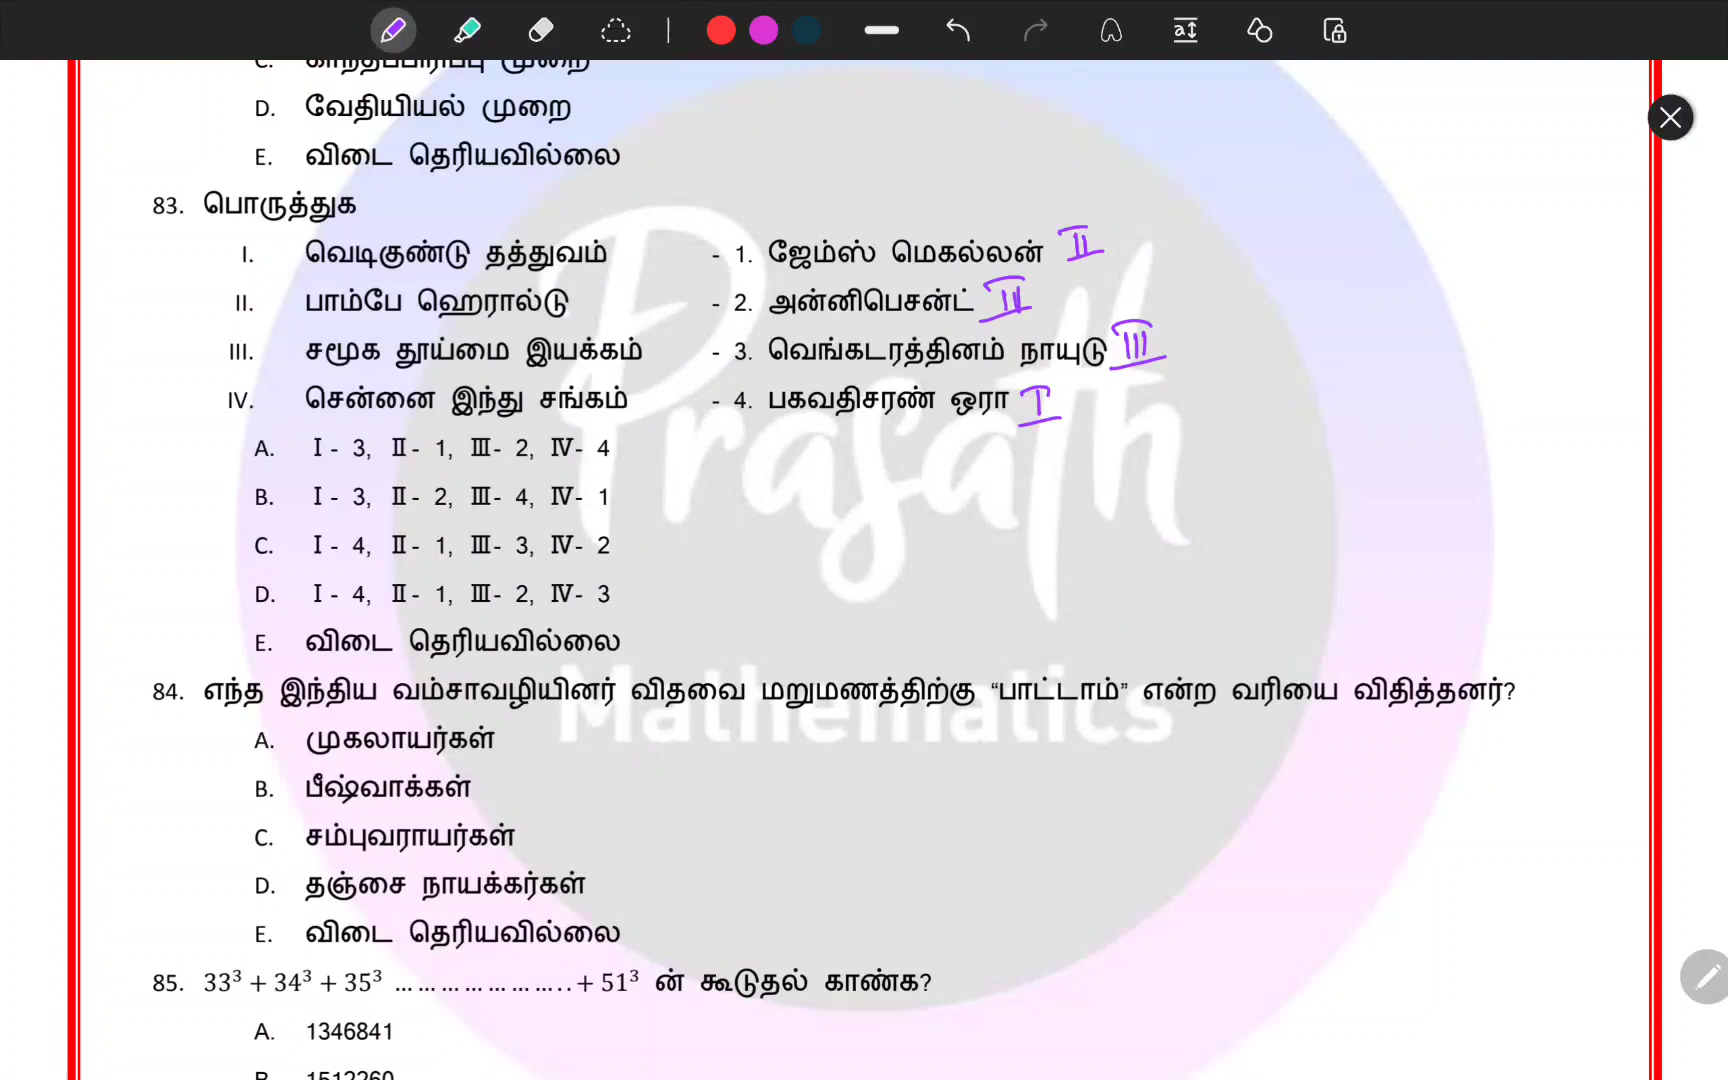 C. காந்தப்பிரிப்பு முறை
D. வேதியியல் முறை
E. விடை தெரியவில்லை
83. பொருத்துக
I. வெடிகுண்டு தத்துவம் - 1. ஜேம்ஸ் மெகல்லன் II
II. பாம்பே ஹெரால்டு - 2. அன்னிபெசன்ட் IV
III. சமூக தூய்மை இயக்கம் - 3. வெங்கடரத்தினம் நாயுடு III
IV. சென்னை இந்து சங்கம் - 4. பகவதிசரண் ஒரா I
A. Ⅰ - 3, Ⅱ - 1, Ⅲ - 2, Ⅳ - 4
B. Ⅰ - 3, Ⅱ - 2, Ⅲ - 4, Ⅳ - 1
C. Ⅰ - 4, Ⅱ - 1, Ⅲ - 3, Ⅳ - 2
D. Ⅰ - 4, Ⅱ - 1, Ⅲ - 2, Ⅳ - 3
E. விடை தெரியவில்லை
84. எந்த இந்திய வம்சாவழியினர் விதவை மறுமணத்திற்கு “பாட்டாம்” என்ற வரியை விதித்தனர்?
A. முகலாயர்கள்
B. பீஷ்வாக்கள்
C. சம்புவராயர்கள்
D. தஞ்சை நாயக்கர்கள்
E. விடை தெரியவில்லை
85. 33³ + 34³ + 35³ … … … … … … … . . + 51³ ன் கூடுதல் காண்க?
A. 1346841
B. 1512260
Prasath
Mathematics